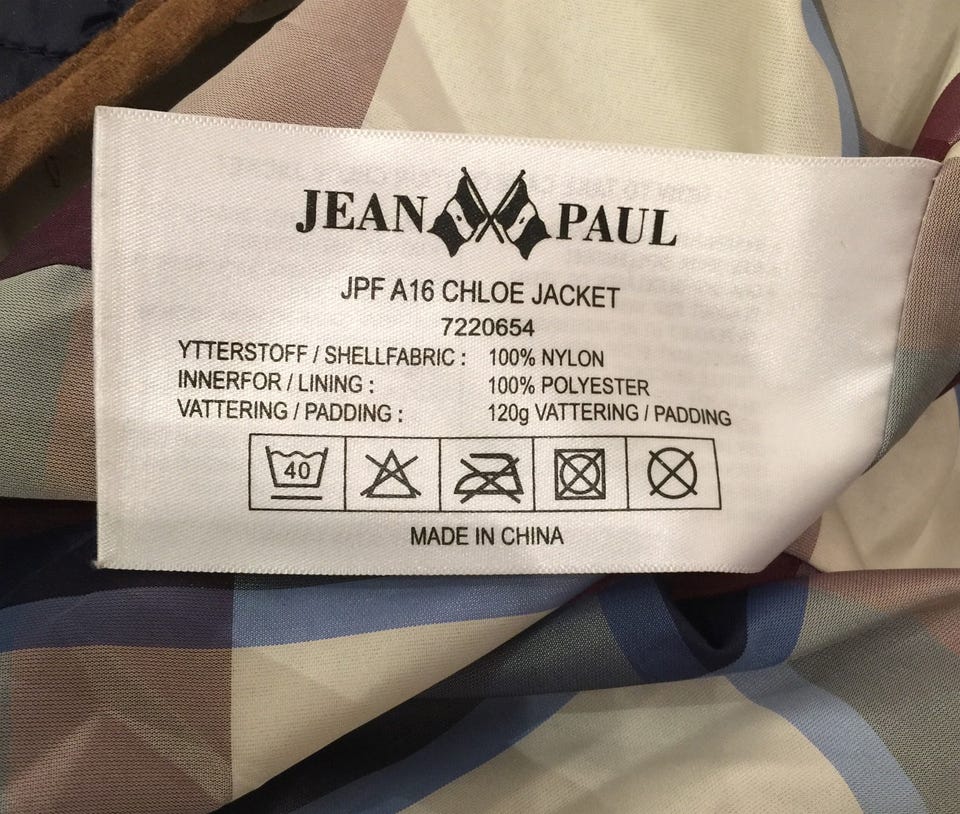 JEAN PAUL
JPF A16 CHLOE JACKET
7220654
YTTERSTOFF / SHELLFABRIC : 100% NYLON
INNERFOR / LINING : 100% POLYESTER
VATTERING / PADDING : 120g VATTERING / PADDING
40
MADE IN CHINA